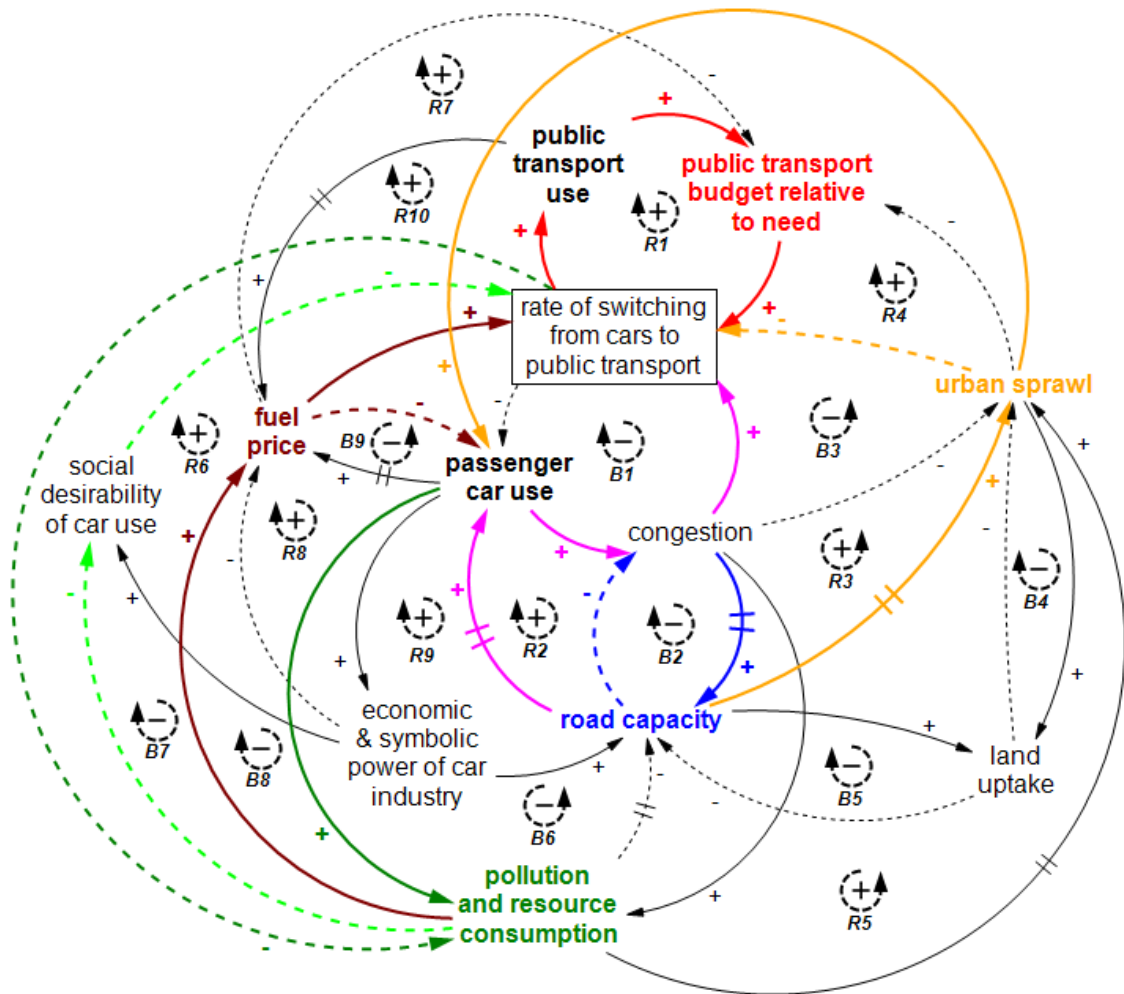 +
R7
-
+
public
transport
use
public transport
budget relative
to need
+
R10
+
R1
-
+
R4
+
-
+
+
-
rate of switching
from cars to
public transport
+
+
-
urban sprawl
fuel
price
-
B9
-
+
R6
-
B1
-
B3
+
+
social
desirability
of car use
passenger
car use
+
-
+
+
R8
-
congestion
-
+
R3
-
B4
+
-
+
+
-
+
R9
+
R2
-
B2
+
+
+
economic
& symbolic
power of car
industry
road capacity
+
land
uptake
-
B7
-
B8
+
-
-
B5
-
B6
+
pollution
and resource
consumption
+
+
R5
-